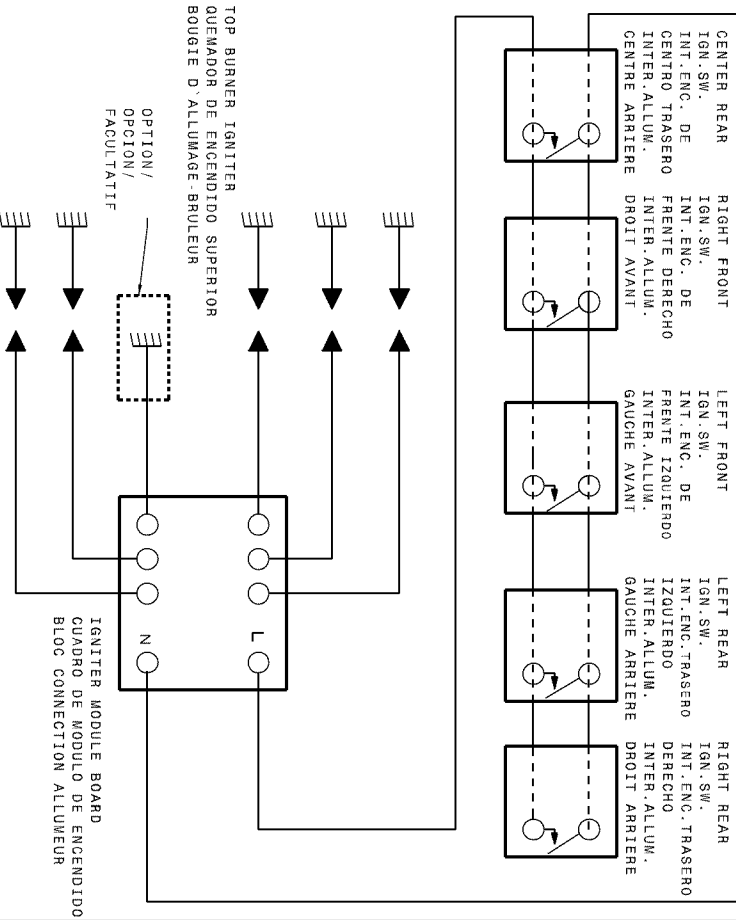 CENTER REAR
IGN.SW.
INT.ENC. DE
CENTRO TRASERO
INTER.ALLUM.
CENTRE ARRIERE
RIGHT FRONT
IGN.SW.
INT.ENC. DE
FRENTE DERECHO
INTER.ALLUM.
DROIT AVANT
LEFT FRONT
IGN.SW.
INT.ENC. DE
FRENTE IZQUIERDO
INTER.ALLUM.
GAUCHE AVANT
LEFT REAR
IGN.SW.
INT.ENC.TRASERO
IZQUIERDO
INTER.ALLUM.
GAUCHE ARRIERE
RIGHT REAR
IGN.SW.
INT.ENC.TRASERO
DERECHO
INTER.ALLUM.
DROIT ARRIERE
TOP BURNER IGNITER
QUEMADOR DE ENCENDIDO SUPERIOR
BOUGIE D'ALLUMAGE-BRULEUR
OPTION/
OPCION/
FACULTATIF
L
N
IGNITER MODULE BOARD
CUADRO DE MODULO DE ENCENDIDO
BLOC CONNECTION ALLUMEUR